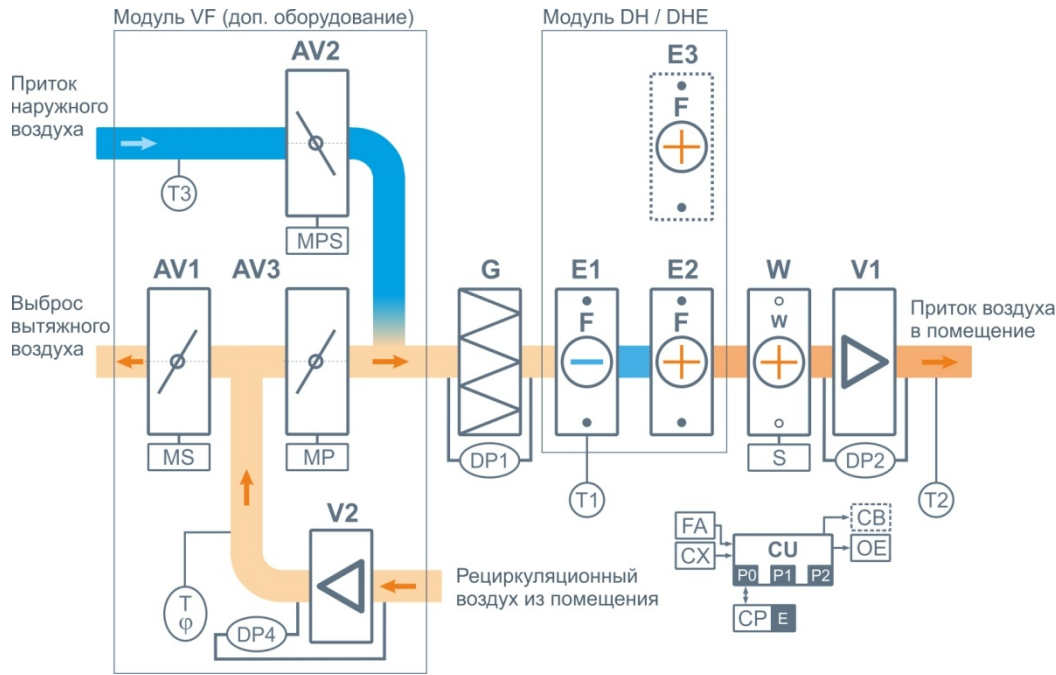 Модуль VF (доп. оборудование)
Модуль DH / DHE
AV2
E3
Приток
наружного
воздуха
F
T3
MPS
AV1
AV3
G
E1
E2
W
V1
Выброс
вытяжного
воздуха
F
F
w
Приток воздуха
в помещение
MS
MP
DP1
S
DP2
T1
T2
V2
FA
CX
CU
P0
P1
P2
CB
OE
Рециркуляционный
воздух из помещения
T
φ
DP4
CP
E